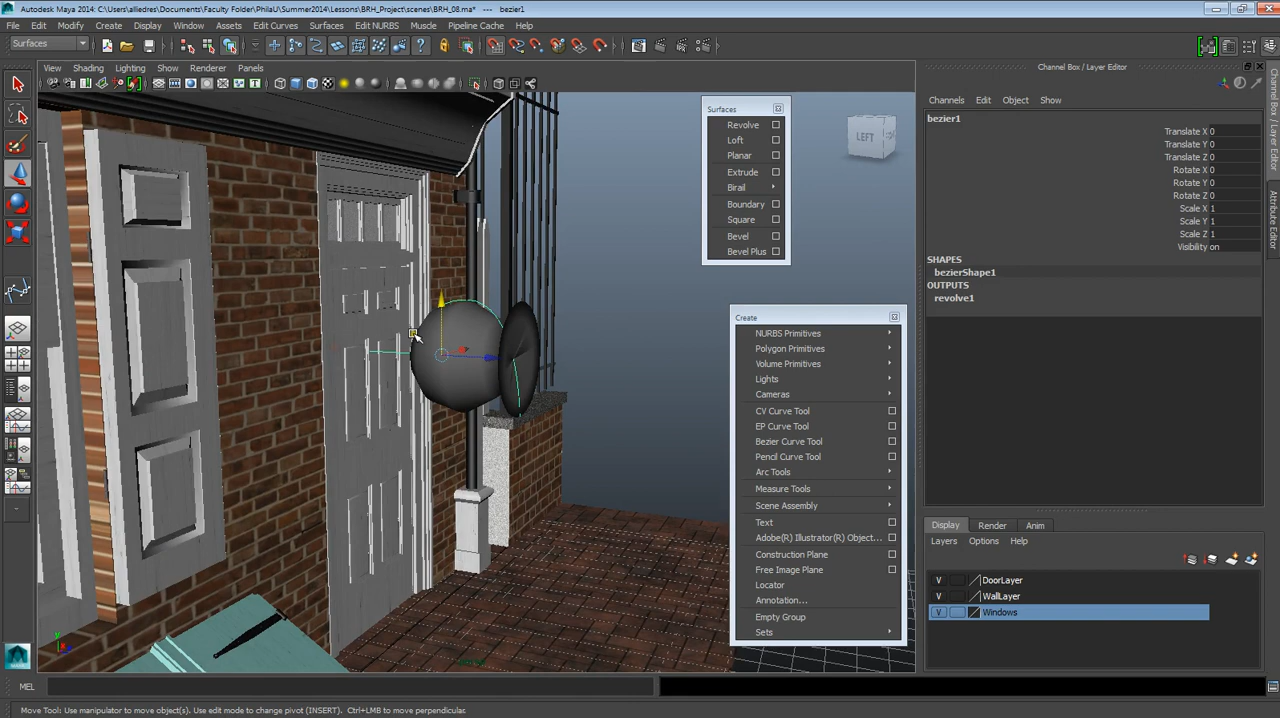 Autodesk Maya 2014: C:\Users\alliedres\Documents\Faculty Folder\PhilaU\Summer2014\Lessons\BRH_Project\scenes\BRH_08.ma*   ---   bezier1
File Edit Modify Create Display Window Assets Edit Curves Surfaces Edit NURBS Muscle Pipeline Cache Help
Surfaces
View Shading Lighting Show Renderer Panels
LEFT
Surfaces
Revolve
Loft
Planar
Extrude
Birail
Boundary
Square
Bevel
Bevel Plus
Create
NURBS Primitives
Polygon Primitives
Volume Primitives
Lights
Cameras
CV Curve Tool
EP Curve Tool
Bezier Curve Tool
Pencil Curve Tool
Arc Tools
Measure Tools
Scene Assembly
Text
Adobe(R) Illustrator(R) Object...
Construction Plane
Free Image Plane
Locator
Annotation...
Empty Group
Sets
Channel Box / Layer Editor
Channels Edit Object Show
bezier1
Translate X 0
Translate Y 0
Translate Z 0
Rotate X 0
Rotate Y 0
Rotate Z 0
Scale X 1
Scale Y 1
Scale Z 1
Visibility on
SHAPES
bezierShape1
OUTPUTS
revolve1
Channel Box / Layer Editor
Attribute Editor
Display Render Anim
Layers Options Help
V DoorLayer
V WallLayer
V Windows
y
x
MEL
Move Tool: Use manipulator to move object(s). Use edit mode to change pivot (INSERT).  Ctrl+LMB to move perpendicular.